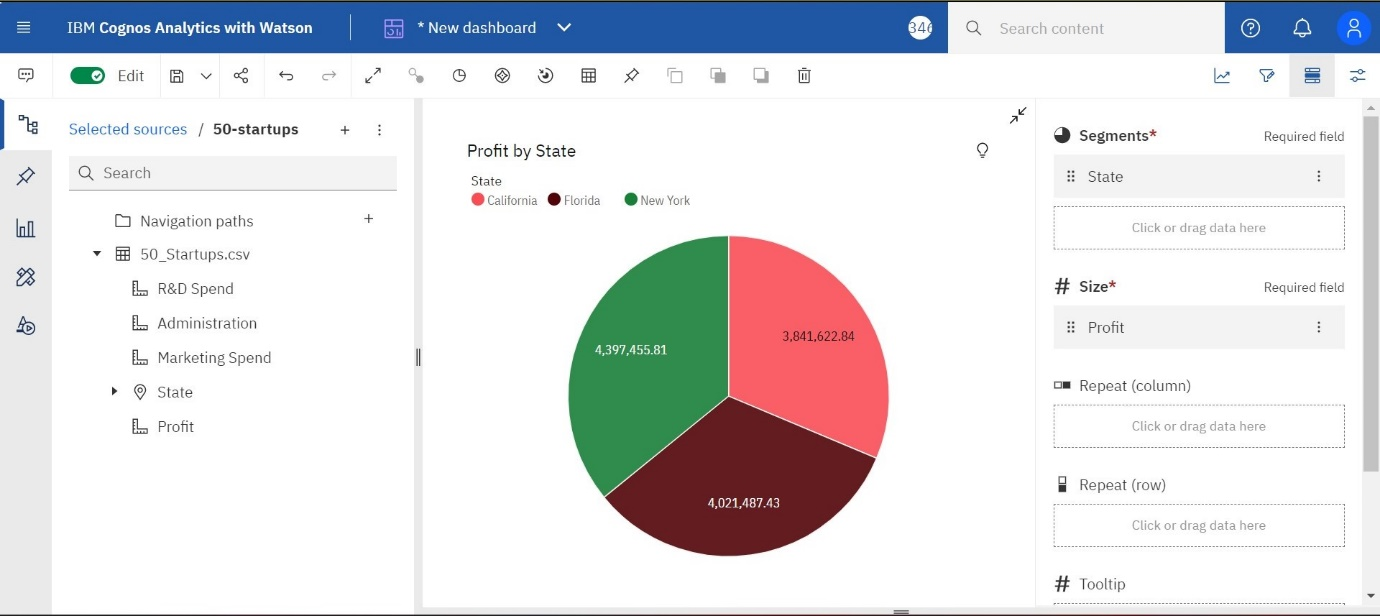 IBM Cognos Analytics with Watson
* New dashboard
346
Search content
Edit
Selected sources / 50-startups
Search
Navigation paths
50_Startups.csv
R&D Spend
Administration
Marketing Spend
State
Profit
Profit by State
State
California Florida New York
4,397,455.81
3,841,622.84
4,021,487.43
Segments* Required field
State
Click or drag data here
Size* Required field
Profit
Repeat (column)
Click or drag data here
Repeat (row)
Click or drag data here
Tooltip